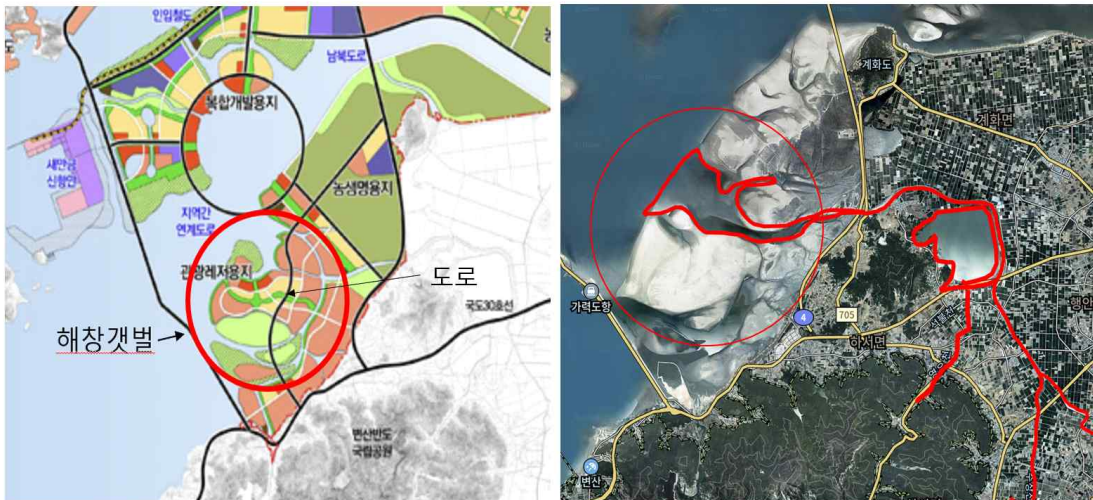 인입철도
남북도로
복합개발용지
새만금
신항만
농생명용지
지역간
연계도로
관광레저용지
도로
국도30호선
해창갯벌
변산반도
국립공원
계화도
계화면
가력도항
4
705
하서면
행안
변산